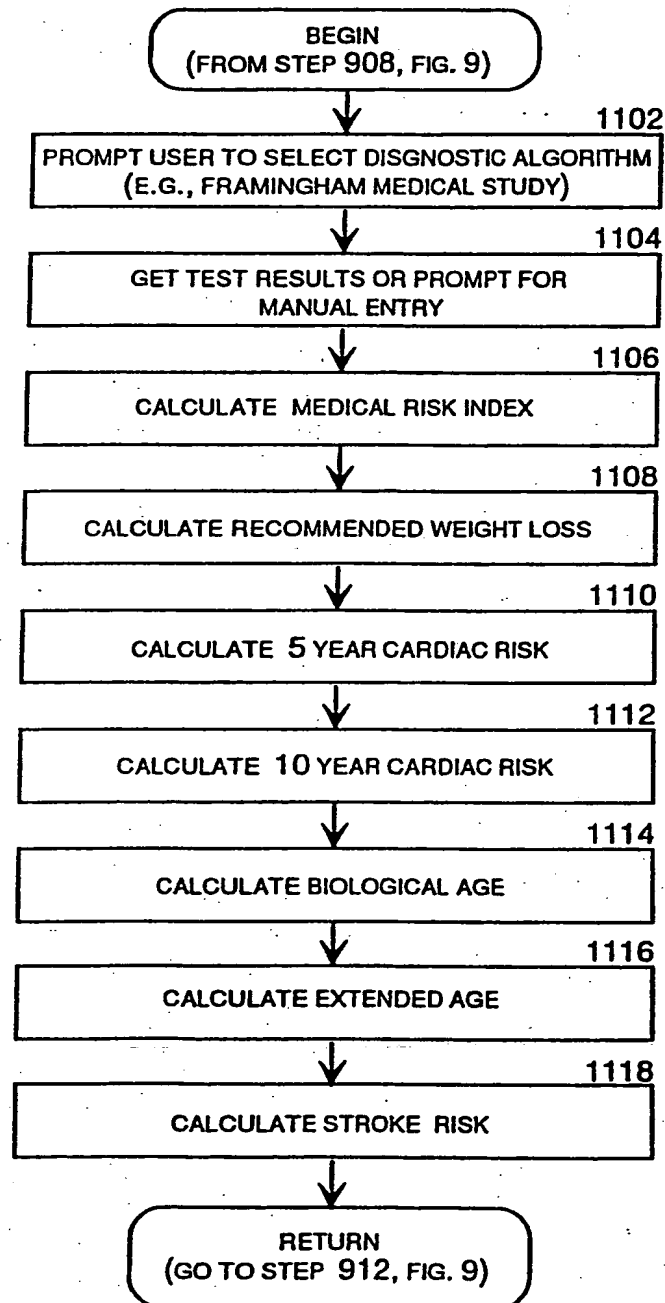 BEGIN
(FROM STEP 908, FIG. 9)
1102
PROMPT USER TO SELECT DISGNOSTIC ALGORITHM
(E.G., FRAMINGHAM MEDICAL STUDY)
1104
GET TEST RESULTS OR PROMPT FOR
MANUAL ENTRY
1106
CALCULATE MEDICAL RISK INDEX
1108
CALCULATE RECOMMENDED WEIGHT LOSS
1110
CALCULATE 5 YEAR CARDIAC RISK
1112
CALCULATE 10 YEAR CARDIAC RISK
1114
CALCULATE BIOLOGICAL AGE
1116
CALCULATE EXTENDED AGE
1118
CALCULATE STROKE RISK
RETURN
(GO TO STEP 912, FIG. 9)